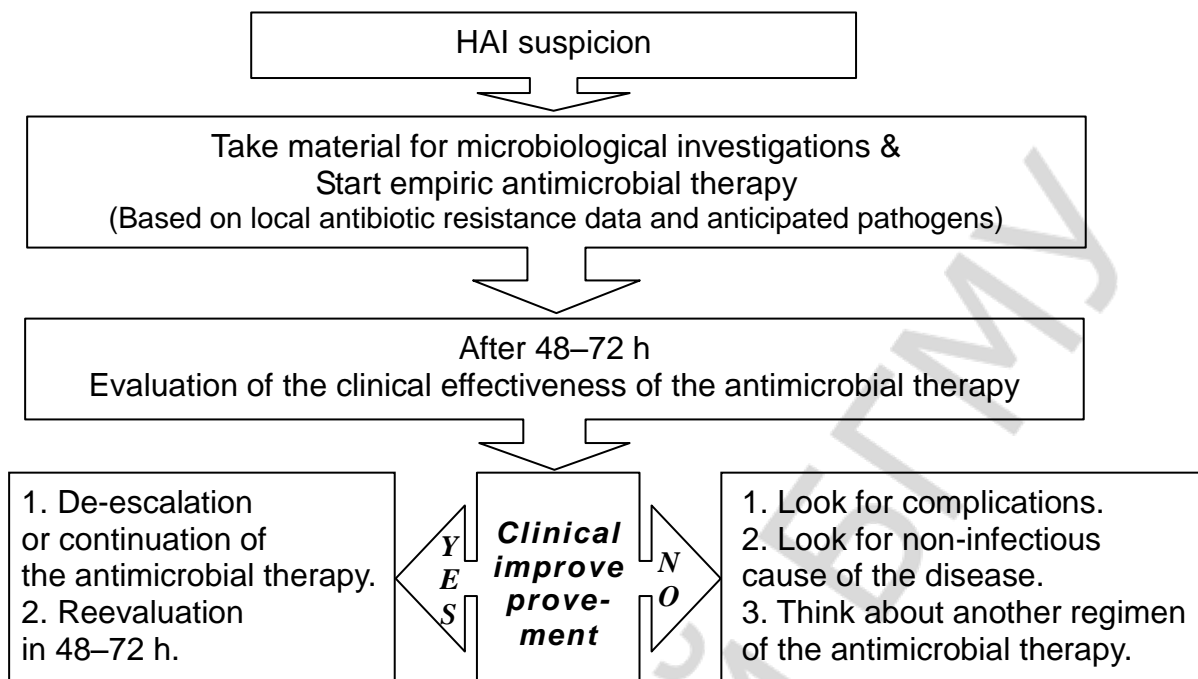 HAI suspicion
Take material for microbiological investigations &
Start empiric antimicrobial therapy
(Based on local antibiotic resistance data and anticipated pathogens)
After 48–72 h
Evaluation of the clinical effectiveness of the antimicrobial therapy
1. De-escalation
or continuation of
the antimicrobial therapy.
2. Reevaluation
in 48–72 h.
YES
Clinical
improve
prove-
ment
NO
1. Look for complications.
2. Look for non-infectious
cause of the disease.
3. Think about another regimen
of the antimicrobial therapy.
БГМУ